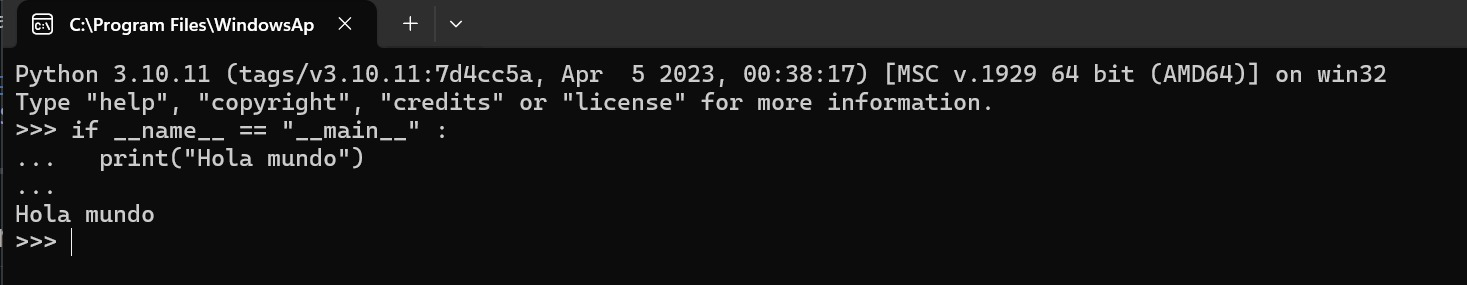 C:\Program Files\WindowsAp
Python 3.10.11 (tags/v3.10.11:7d4cc5a, Apr  5 2023, 00:38:17) [MSC v.1929 64 bit (AMD64)] on win32
Type "help", "copyright", "credits" or "license" for more information.
>>> if __name__ == "__main__" :
...   print("Hola mundo")
...
Hola mundo
>>>